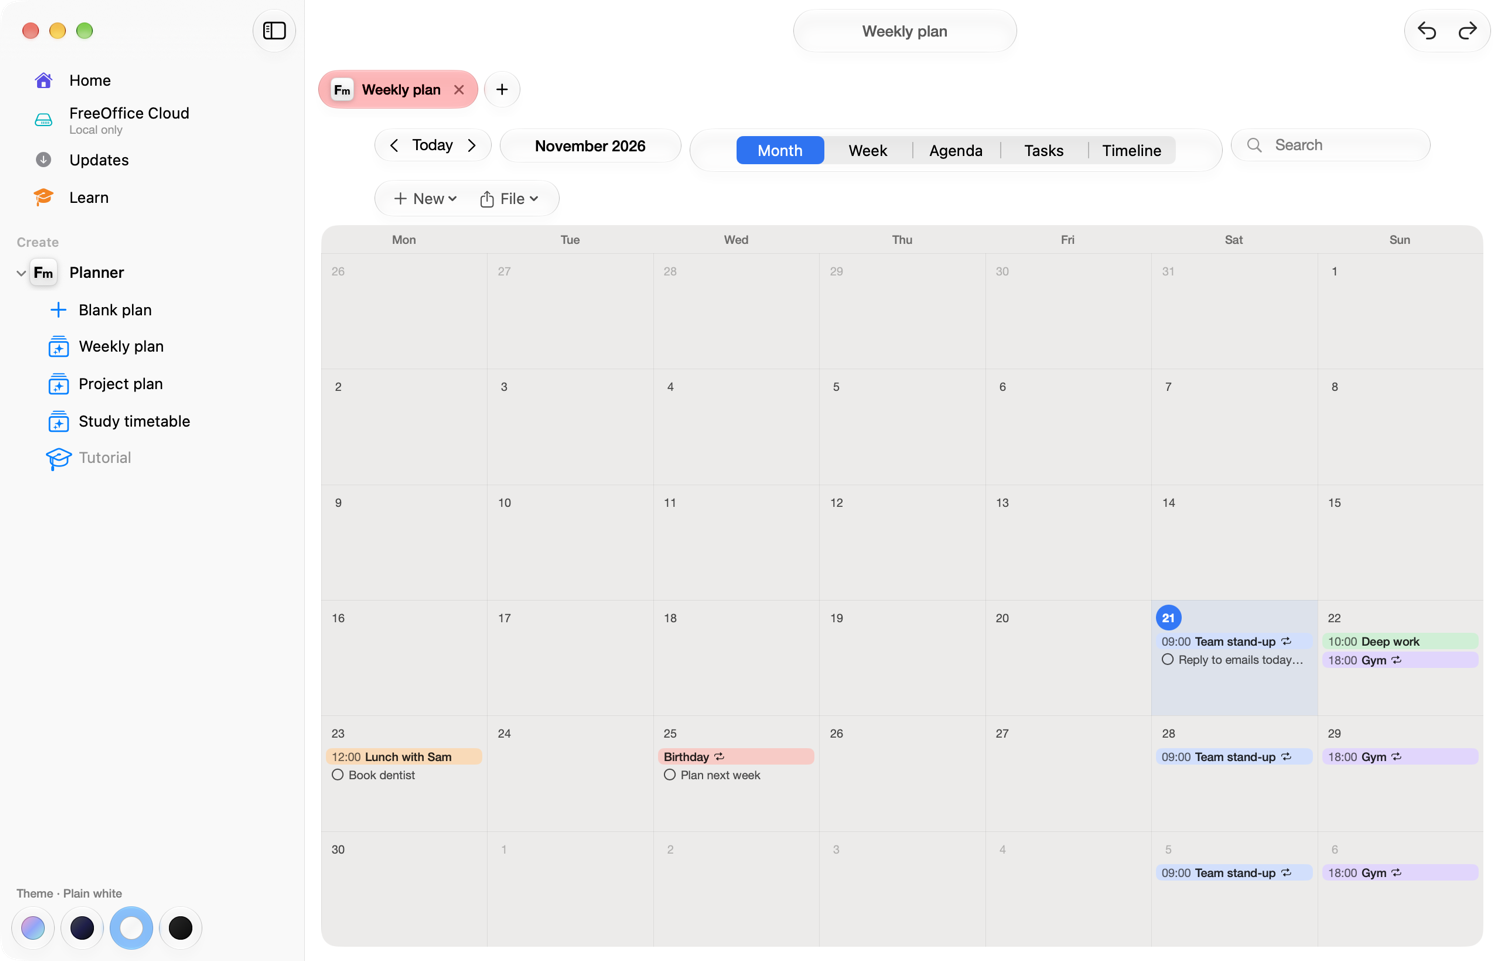 Weekly plan
Home
FreeOffice Cloud
Local only
Updates
Learn
Create
Fm Planner
Blank plan
Weekly plan
Project plan
Study timetable
Tutorial
Theme · Plain white
Fm Weekly plan
Today
November 2026
Month Week Agenda Tasks Timeline
Search
New
File
Mon Tue Wed Thu Fri Sat Sun
26 27 28 29 30 31 1
2 3 4 5 6 7 8
9 10 11 12 13 14 15
16 17 18 19 20 21 22
09:00 Team stand-up
10:00 Deep work
Reply to emails today…
18:00 Gym
23 24 25 26 27 28 29
12:00 Lunch with Sam
Birthday
09:00 Team stand-up
18:00 Gym
Book dentist
Plan next week
30 1 2 3 4 5 6
09:00 Team stand-up
18:00 Gym